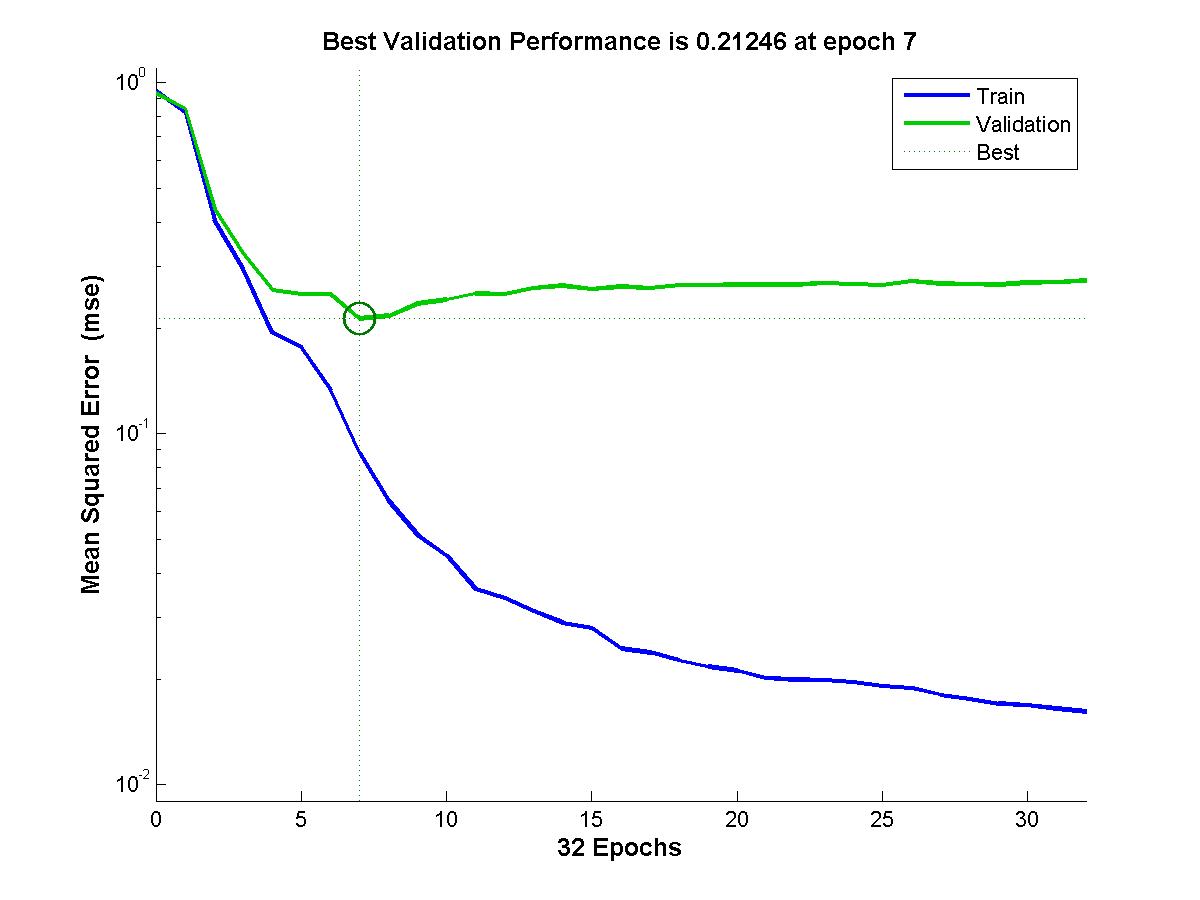 Best Validation Performance is 0.21246 at epoch 7
Train
Validation
Best
Mean Squared Error (mse)
10^0
10^-1
10^-2
0 5 10 15 20 25 30
32 Epochs